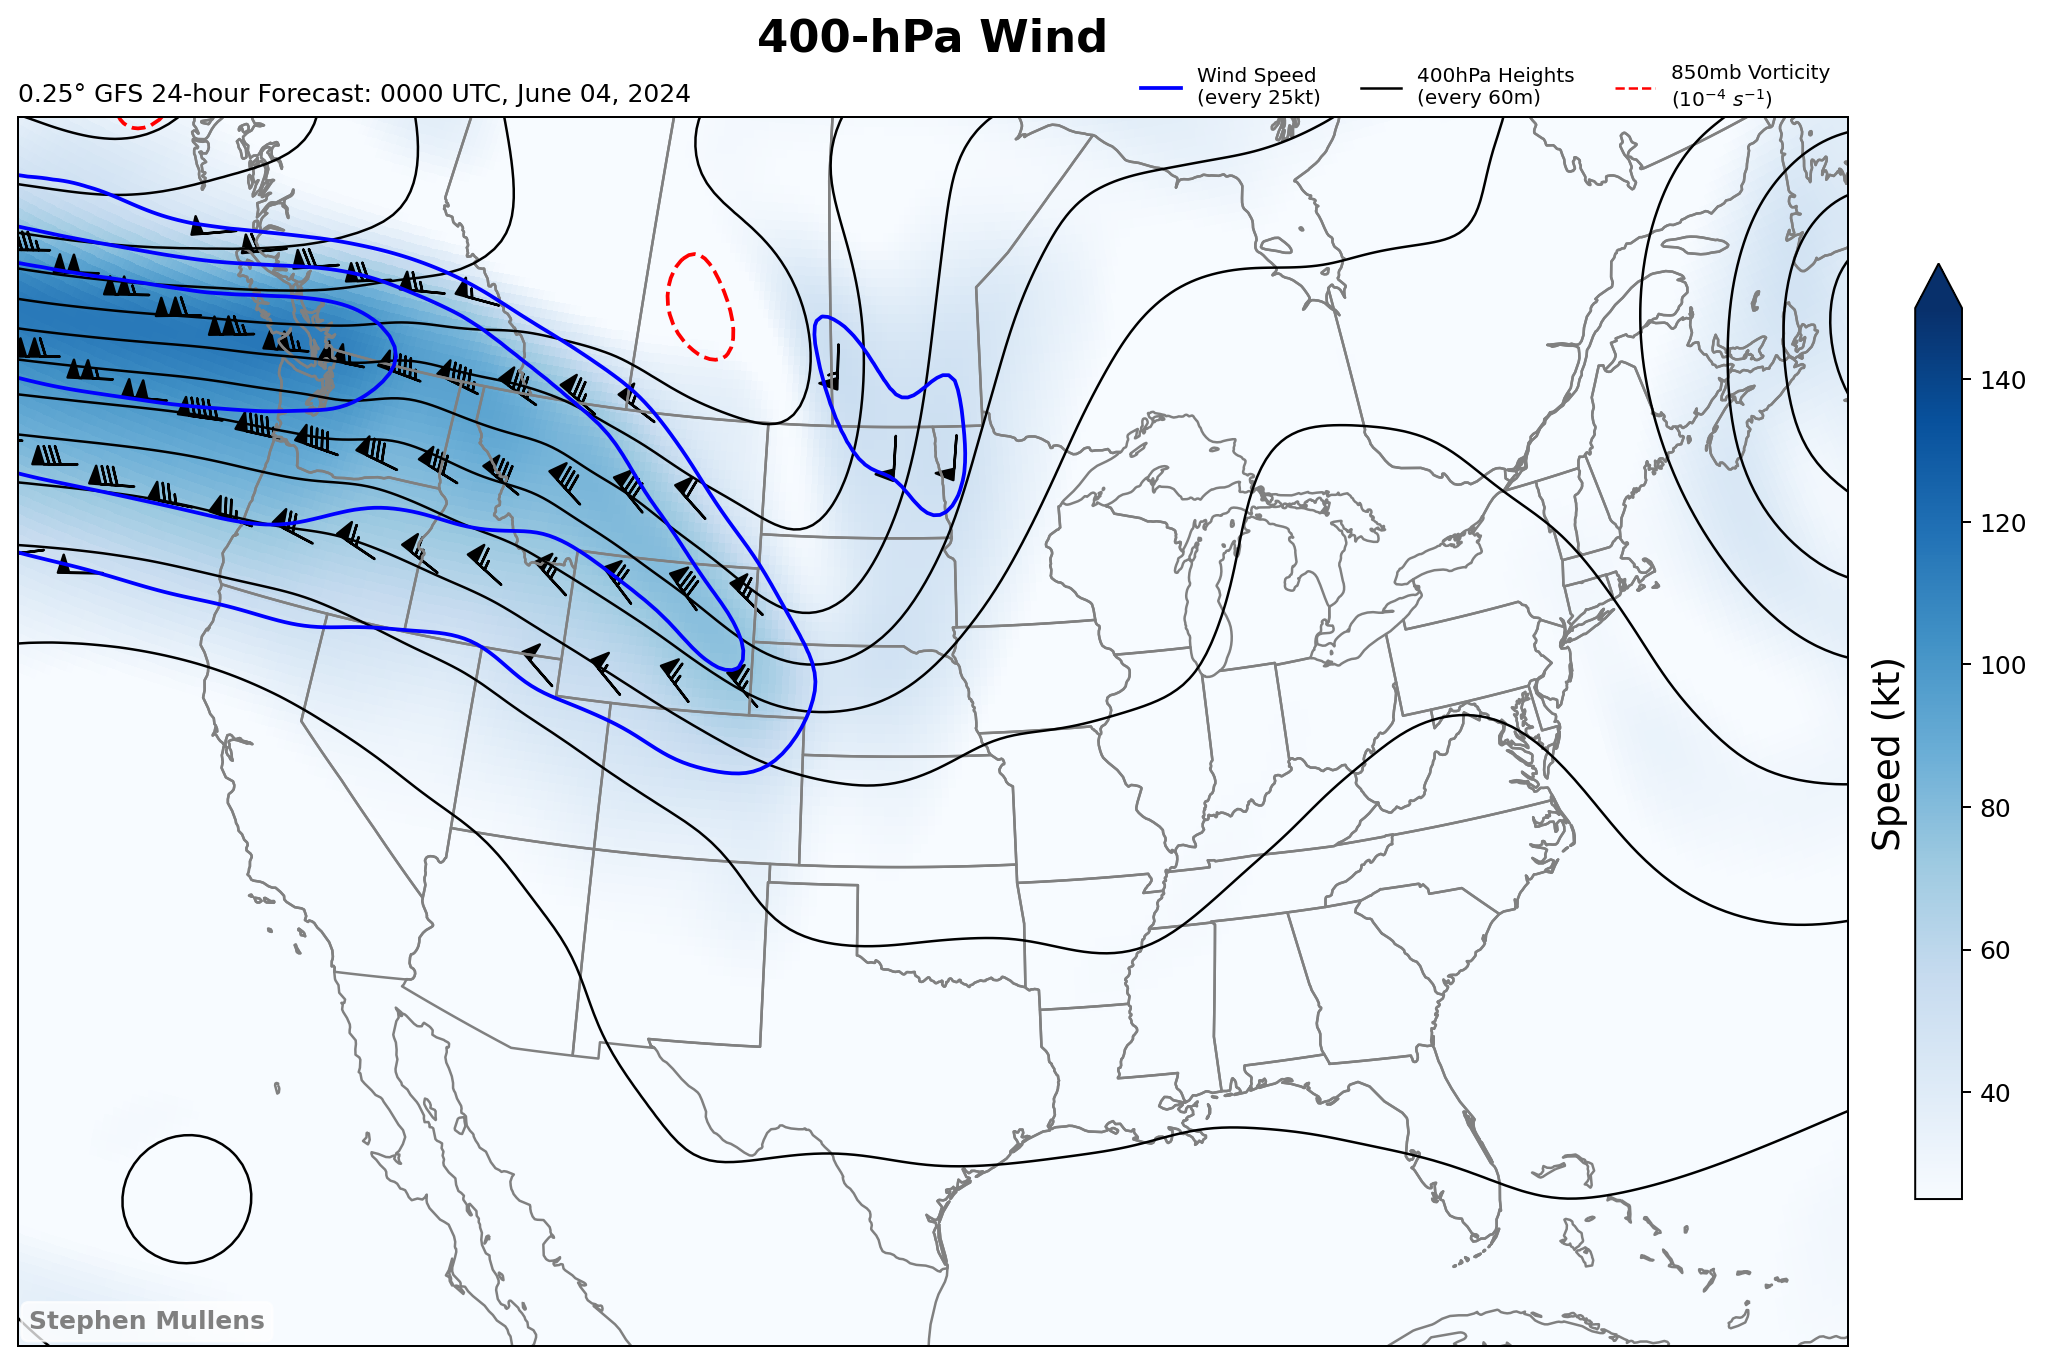 400-hPa Wind
0.25° GFS 24-hour Forecast: 0000 UTC, June 04, 2024
Wind Speed
(every 25kt)
400hPa Heights
(every 60m)
850mb Vorticity
(10⁻⁴ s⁻¹)
140
120
100
80
60
40
Speed (kt)
Stephen Mullens